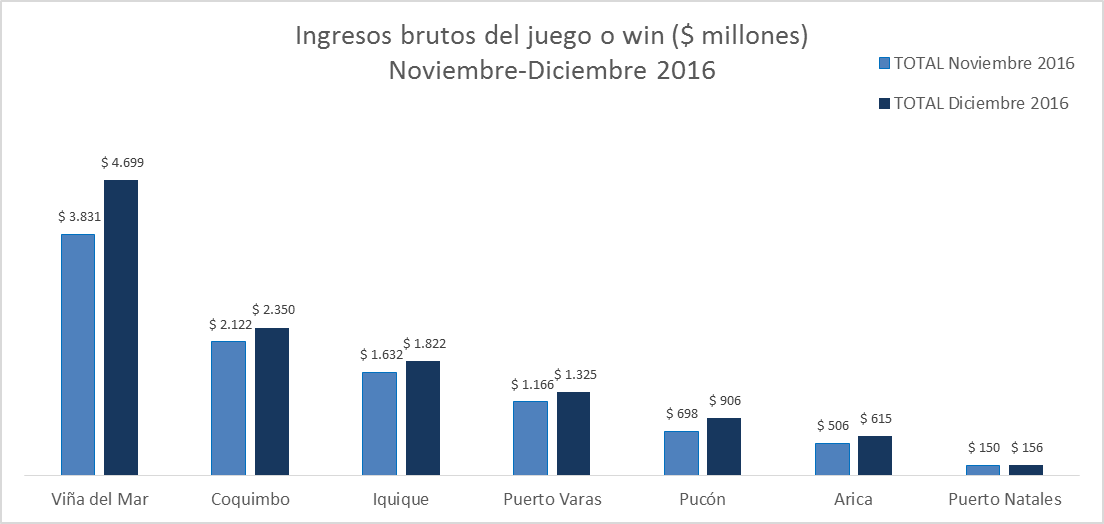 Ingresos brutos del juego o win ($ millones)
Noviembre-Diciembre 2016
TOTAL Noviembre 2016
TOTAL Diciembre 2016
$ 3.831
$ 4.699
$ 2.122
$ 2.350
$ 1.632
$ 1.822
$ 1.166
$ 1.325
$ 698
$ 906
$ 506
$ 615
$ 150
$ 156
Viña del Mar
Coquimbo
Iquique
Puerto Varas
Pucón
Arica
Puerto Natales